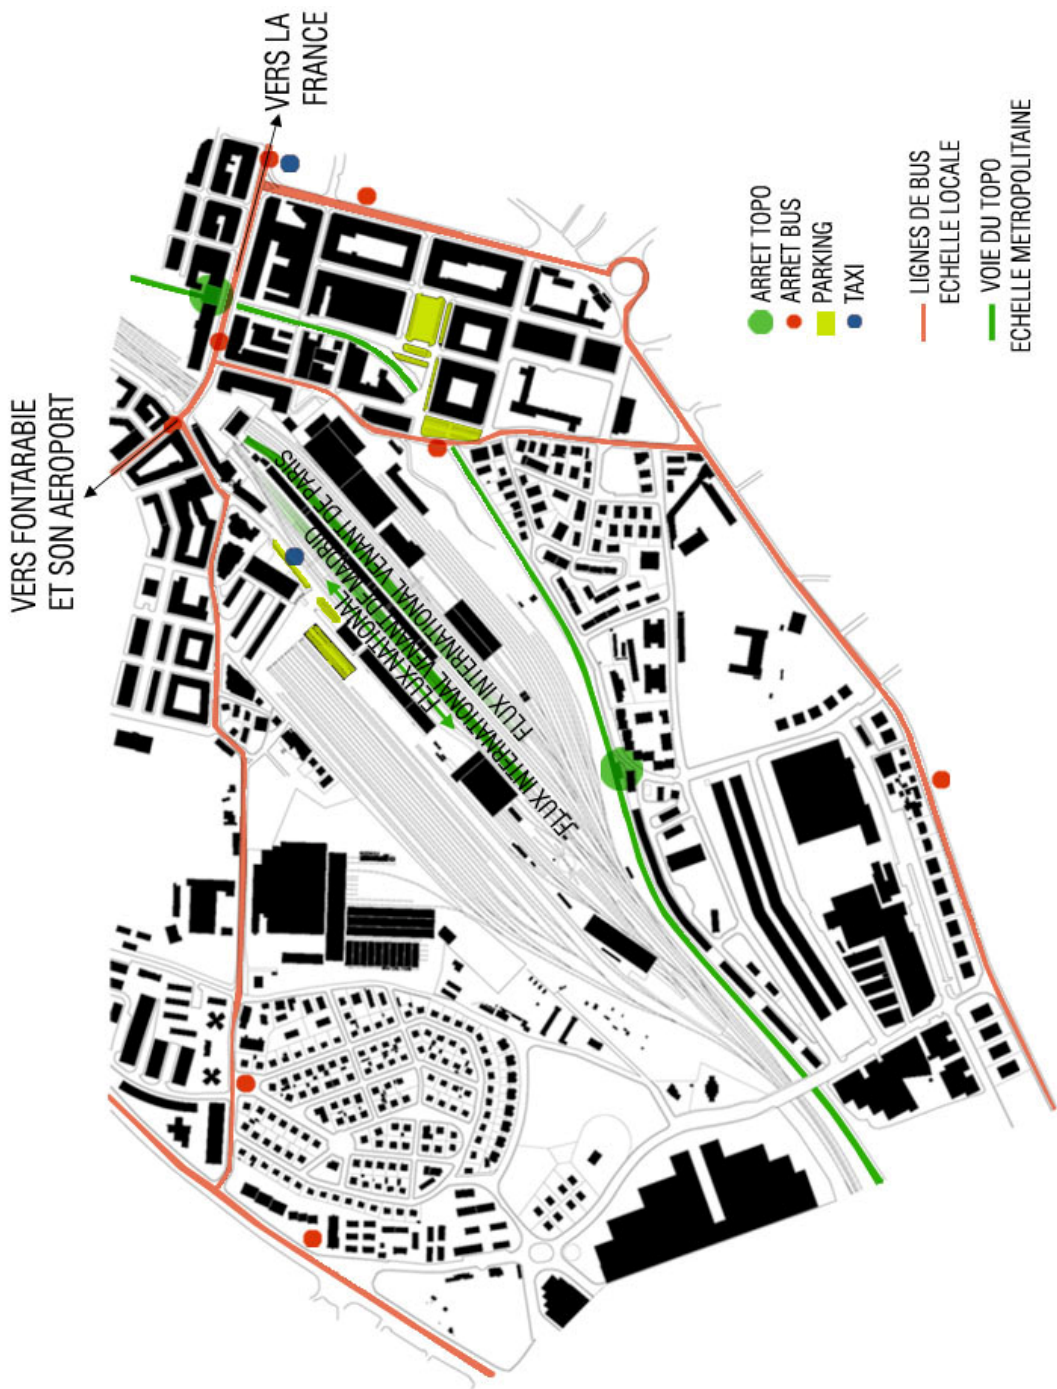 VERS LA
FRANCE
VERS FONTARABIE
ET SON AEROPORT
FLUX INTERNATIONAL VENANT DE PARIS
FLUX INTERNATIONAL VENANT DE MADRID
FLUX NATIONAL
ARRET TOPO
ARRET BUS
PARKING
TAXI
LIGNES DE BUS
ECHELLE LOCALE
VOIE DU TOPO
ECHELLE METROPOLITAINE